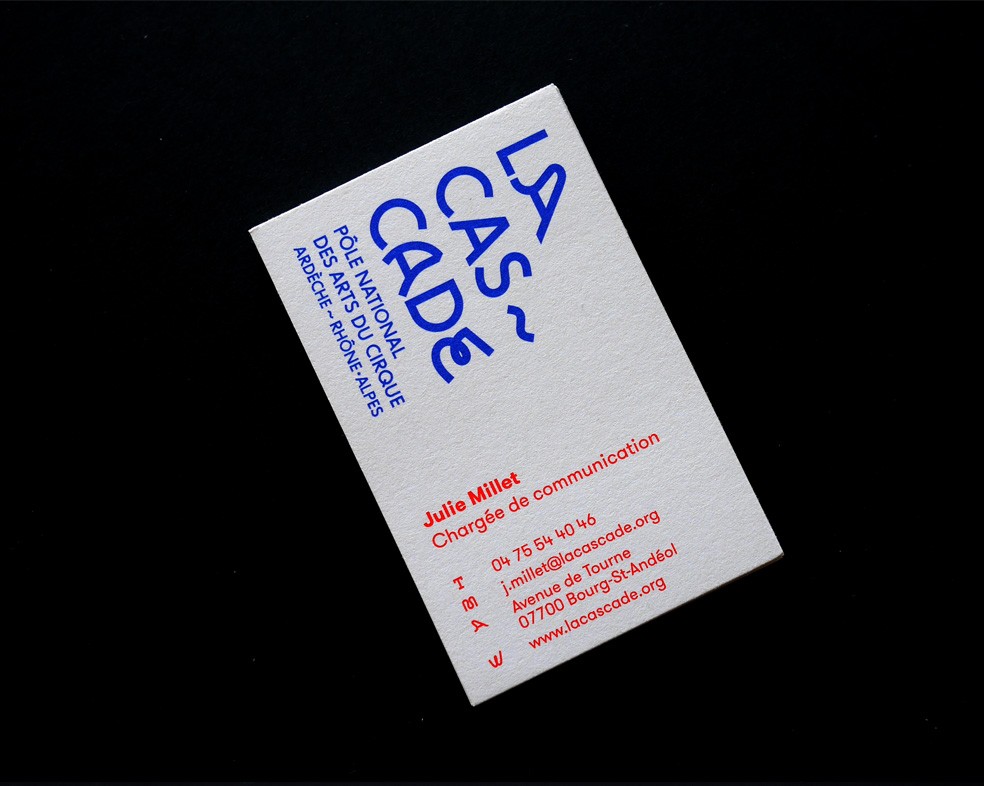 LA
CAS~
CADE
PÔLE NATIONAL
DES ARTS DU CIRQUE
ARDÈCHE ~ RHÔNE•ALPES
Julie Millet
Chargée de communication
T 04 75 54 40 46
M j.millet@lacascade.org
A Avenue de Tourne
07700 Bourg-St-Andéol
W www.lacascade.org